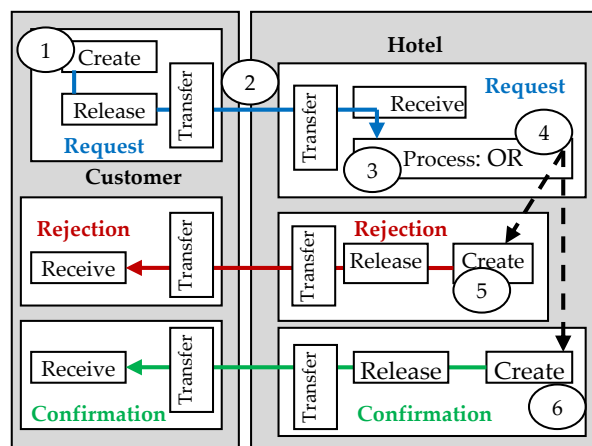 1
Create
Release
Transfer
Request
Customer
2
Hotel
Transfer
Receive
Request
3
Process: OR
4
Rejection
Receive
Transfer
Transfer
Rejection
Release
Create
5
Receive
Transfer
Confirmation
Transfer
Release
Create
Confirmation
6